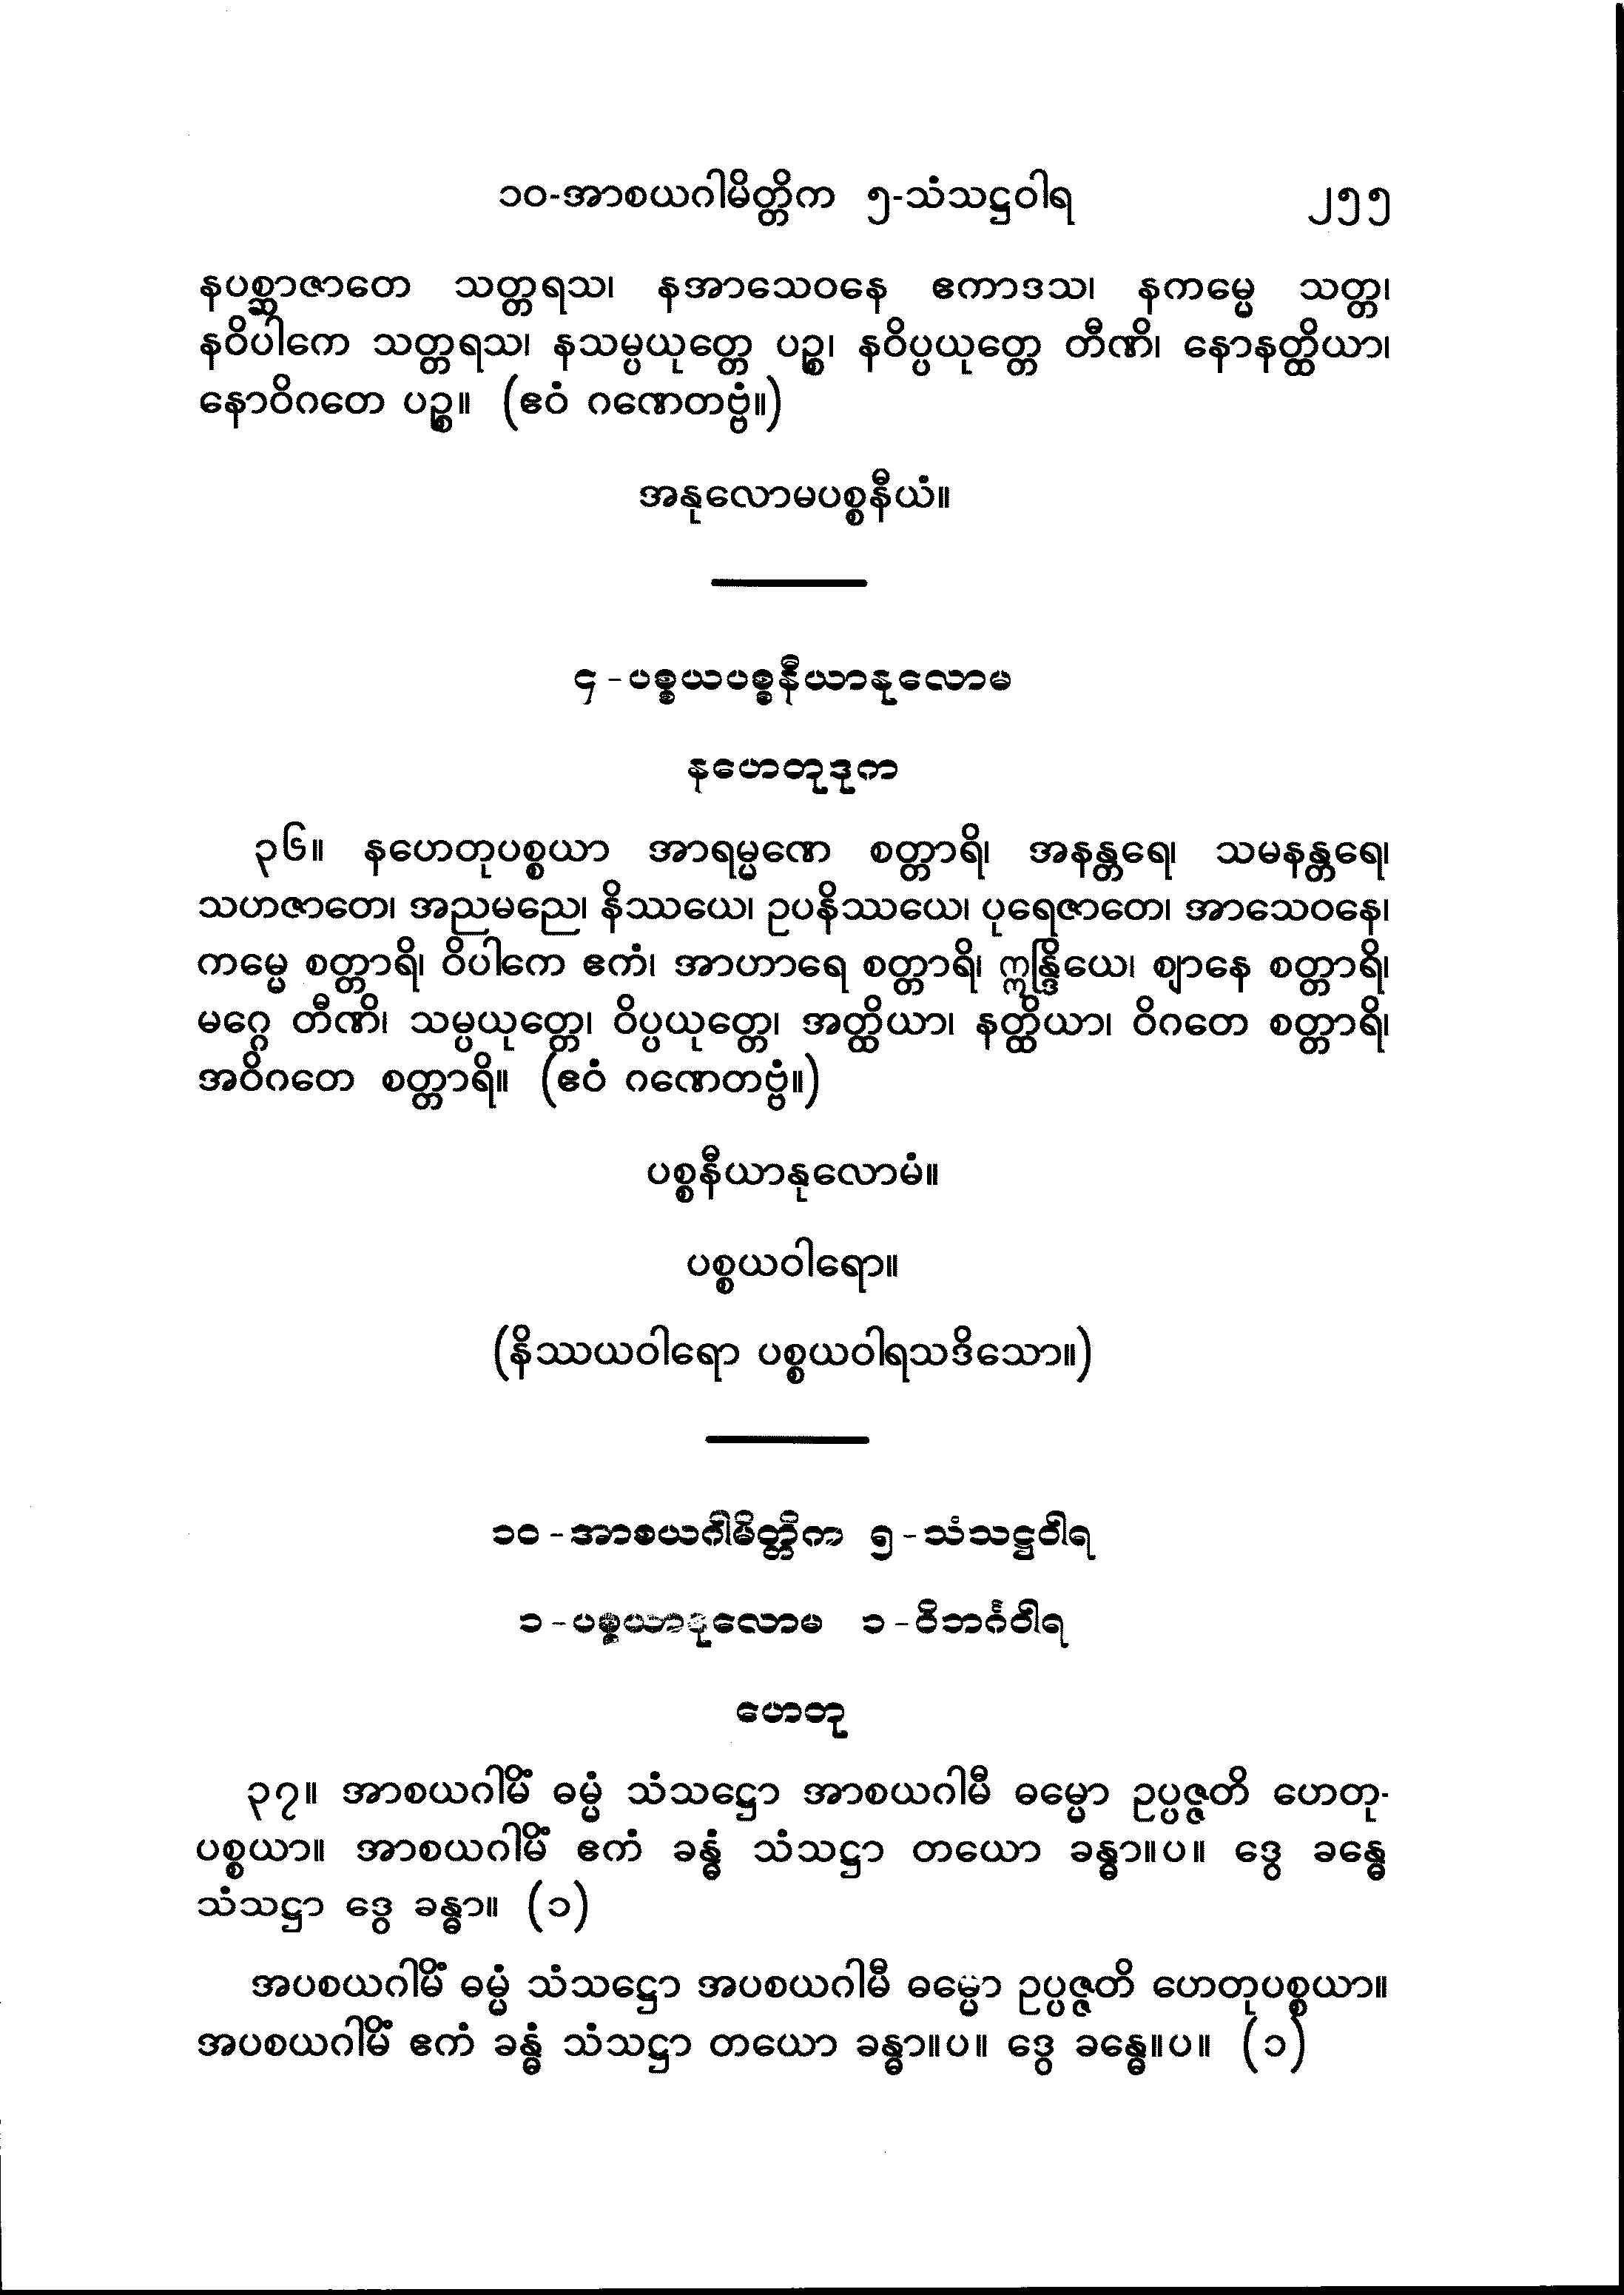 ၁၀-အာစယဂါမိတ္တိက ၅-သံသဋ္ဌဝါရ ၂၅၅
နပစ္ဆာဇာတေ သတ္တရသ၊ နအာသေဝနေ ဧကာဒသ၊ နကမ္မေ သတ္တ၊
နဝိပါကေ သတ္တရသ၊ နသမ္ပယုတ္တေ ပဉ္စ၊ နဝိပ္ပယုတ္တေ တီဏိ၊ နောနတ္ထိယာ၊
နောဝိဂတေ ပဉ္စ။ (ဧဝံ ဂဏေတဗ္ဗံ။)
အနုလောမပစ္စနီယံ။
၄-ပစ္စယပစ္စနီယာနုလောမ
နဟေတုဒုက
၃၆။ နဟေတုပစ္စယာ အာရမ္မဏေ စတ္တာရိ၊ အနန္တရေ၊ သမနန္တရေ၊
သဟဇာတေ၊ အညမညေ၊ နိဿယေ၊ ဥပနိဿယေ၊ ပုရေဇာတေ၊ အာသေဝနေ၊
ကမ္မေ စတ္တာရိ၊ ဝိပါကေ ဧကံ၊ အာဟာရေ စတ္တာရိ၊ ဣန္ဒြိယေ၊ ဈာနေ စတ္တာရိ၊
မဂ္ဂေ တီဏိ၊ သမ္ပယုတ္တေ၊ ဝိပ္ပယုတ္တေ၊ အတ္ထိယာ၊ နတ္ထိယာ၊ ဝိဂတေ စတ္တာရိ၊
အဝိဂတေ စတ္တာရိ။ (ဧဝံ ဂဏေတဗ္ဗံ။)
ပစ္စနီယာနုလောမံ။
ပစ္စယဝါရော။
(နိဿယဝါရော ပစ္စယဝါရသဒိသော။)
၁၀-အာစယဂါမိတ္တိက ၅-သံသဋ္ဌဝါရ
၁-ပစ္စယာနုလောမ ၁-ဝိဘင်္ဂဝါရ
ဟေတု
၃၇။ အာစယဂါမိံ ဓမ္မံ သံသဋ္ဌော အာစယဂါမီ ဓမ္မော ဥပ္ပဇ္ဇတိ ဟေတု-
ပစ္စယာ။ အာစယဂါမိံ ဧကံ ခန္ဓံ သံသဋ္ဌာ တယော ခန္ဓာ။ပ။ ဒွေ ခန္ဓေ
သံသဋ္ဌာ ဒွေ ခန္ဓာ။ (၁)
အပစယဂါမိံ ဓမ္မံ သံသဋ္ဌော အပစယဂါမီ ဓမ္မော ဥပ္ပဇ္ဇတိ ဟေတုပစ္စယာ။
အပစယဂါမိံ ဧကံ ခန္ဓံ သံသဋ္ဌာ တယော ခန္ဓာ။ပ။ ဒွေ ခန္ဓေ။ပ။ (၁)